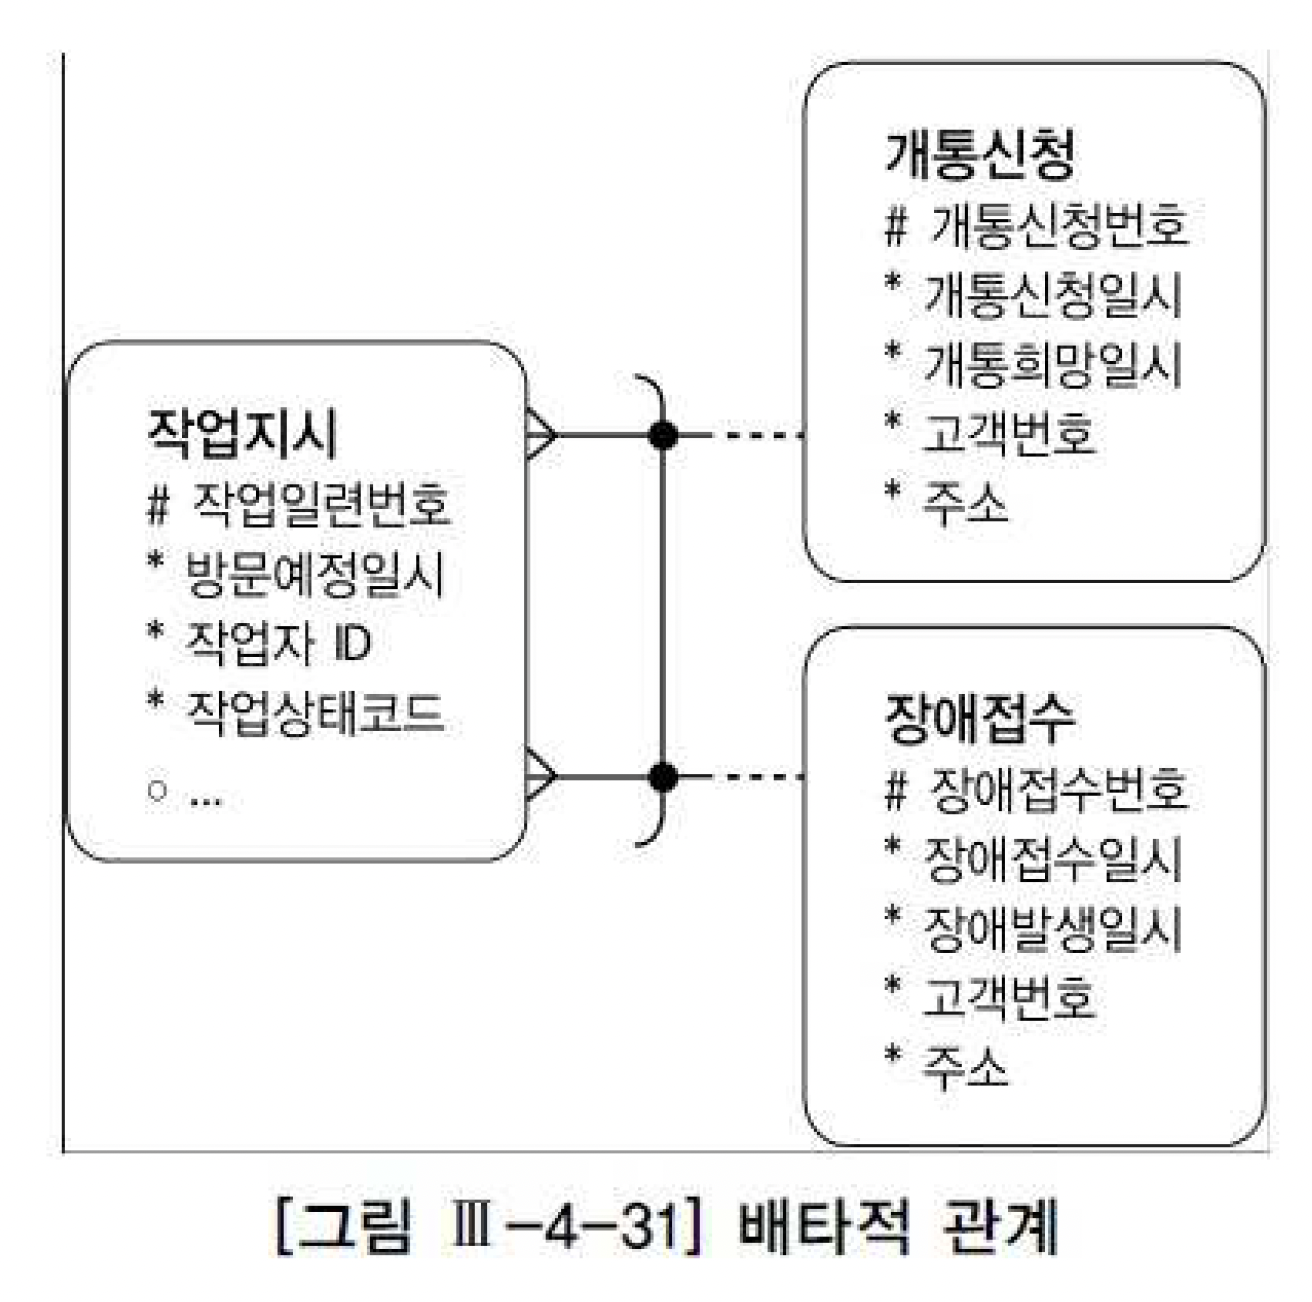 개통신청
# 개통신청번호
* 개통신청일시
* 개통희망일시
* 고객번호
* 주소
작업지시
# 작업일련번호
* 방문예정일시
* 작업자 ID
* 작업상태코드
○ ...
장애접수
# 장애접수번호
* 장애접수일시
* 장애발생일시
* 고객번호
* 주소
[그림 Ⅲ-4-31] 배타적 관계